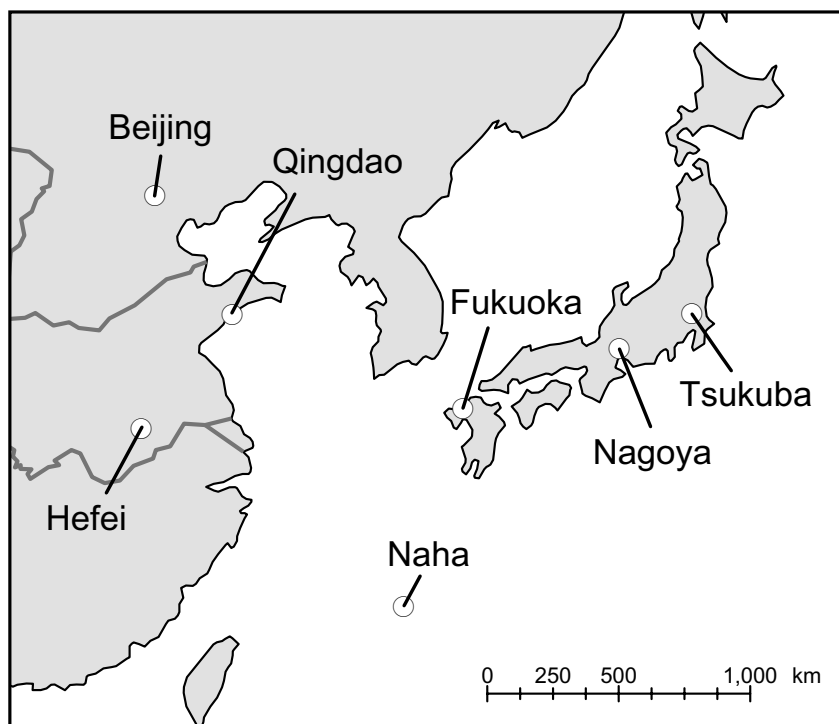 Beijing
Qingdao
Fukuoka
Tsukuba
Nagoya
Hefei
Naha
0 250 500 1,000 km